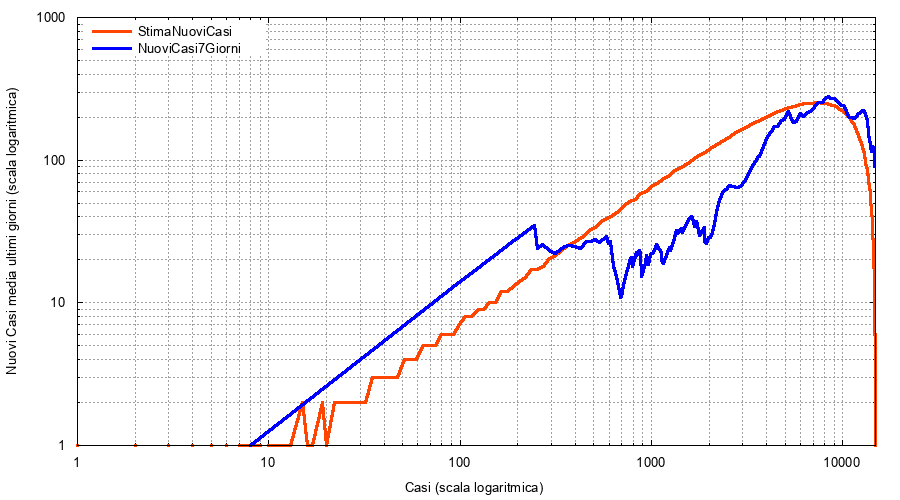 1000
StimaNuoviCasi
NuoviCasi7Giorni
100
10
1
Nuovi Casi media ultimi giorni (scala logaritmica)
1 10 100 1000 10000
Casi (scala logaritmica)